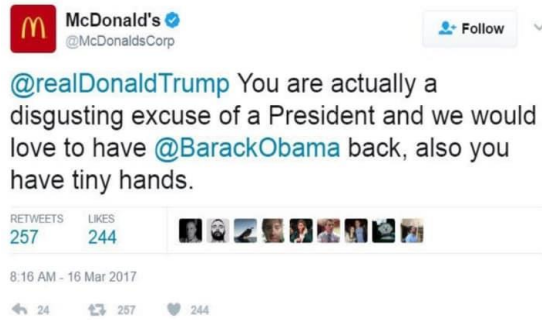 McDonald's
@McDonaldsCorp
Follow
@realDonaldTrump You are actually a
disgusting excuse of a President and we would
love to have @BarackObama back, also you
have tiny hands.
RETWEETS LIKES
257 244
8:16 AM - 16 Mar 2017
24 257 244